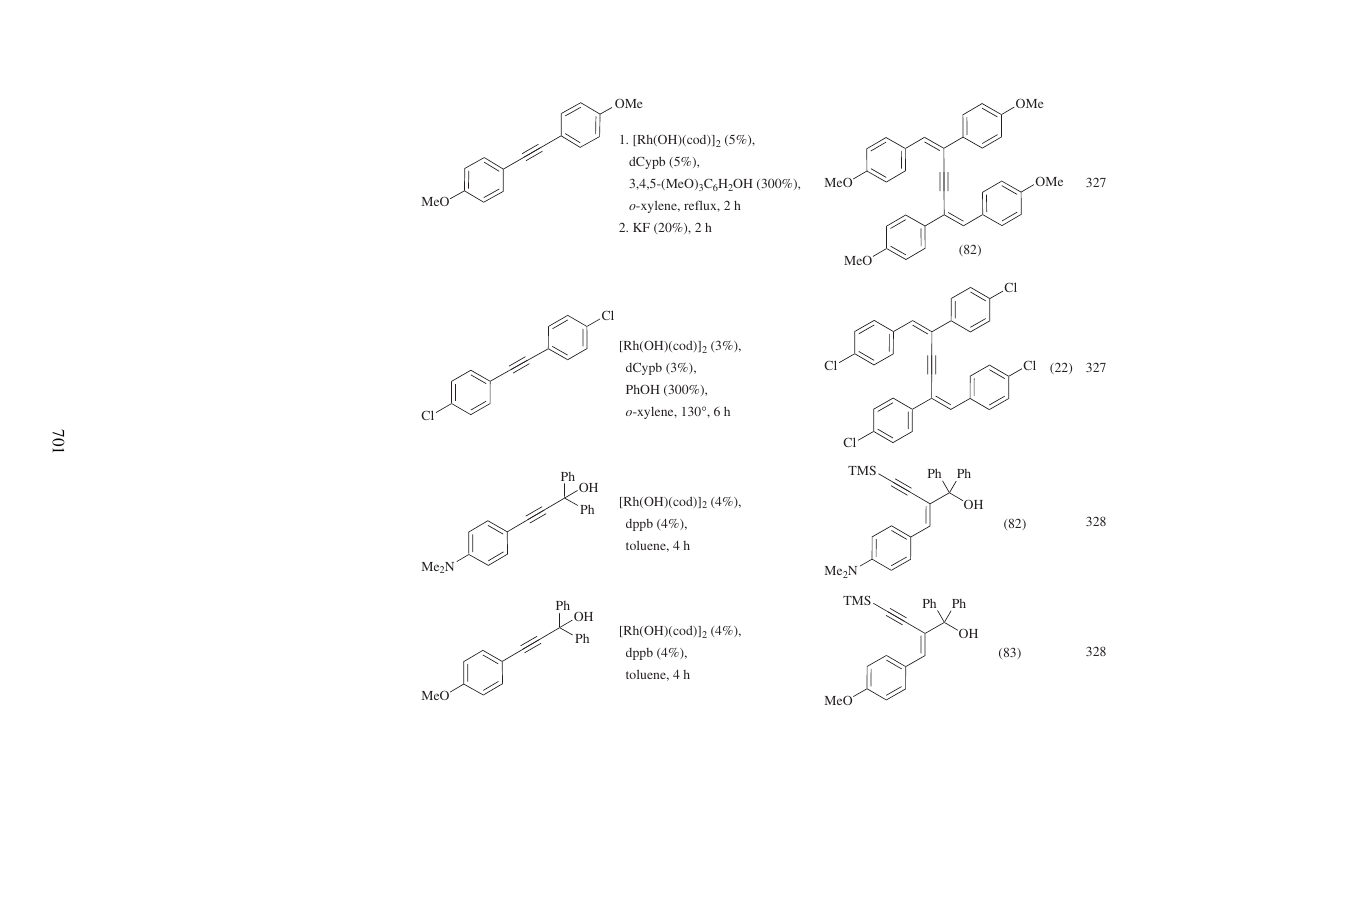 OMe
MeO
1. [Rh(OH)(cod)]2 (5%),
dCypb (5%),
3,4,5-(MeO)3C6H2OH (300%),
o-xylene, reflux, 2 h
2. KF (20%), 2 h
OMe
MeO
OMe
MeO
(82)
327
Cl
Cl
[Rh(OH)(cod)]2 (3%),
dCypb (3%),
PhOH (300%),
o-xylene, 130°, 6 h
Cl
Cl
Cl
Cl
(22) 327
Ph
OH
Ph
Me2N
[Rh(OH)(cod)]2 (4%),
dppb (4%),
toluene, 4 h
TMS
Ph Ph
OH
Me2N
(82)
328
Ph
OH
Ph
MeO
[Rh(OH)(cod)]2 (4%),
dppb (4%),
toluene, 4 h
TMS
Ph Ph
OH
MeO
(83)
328
701